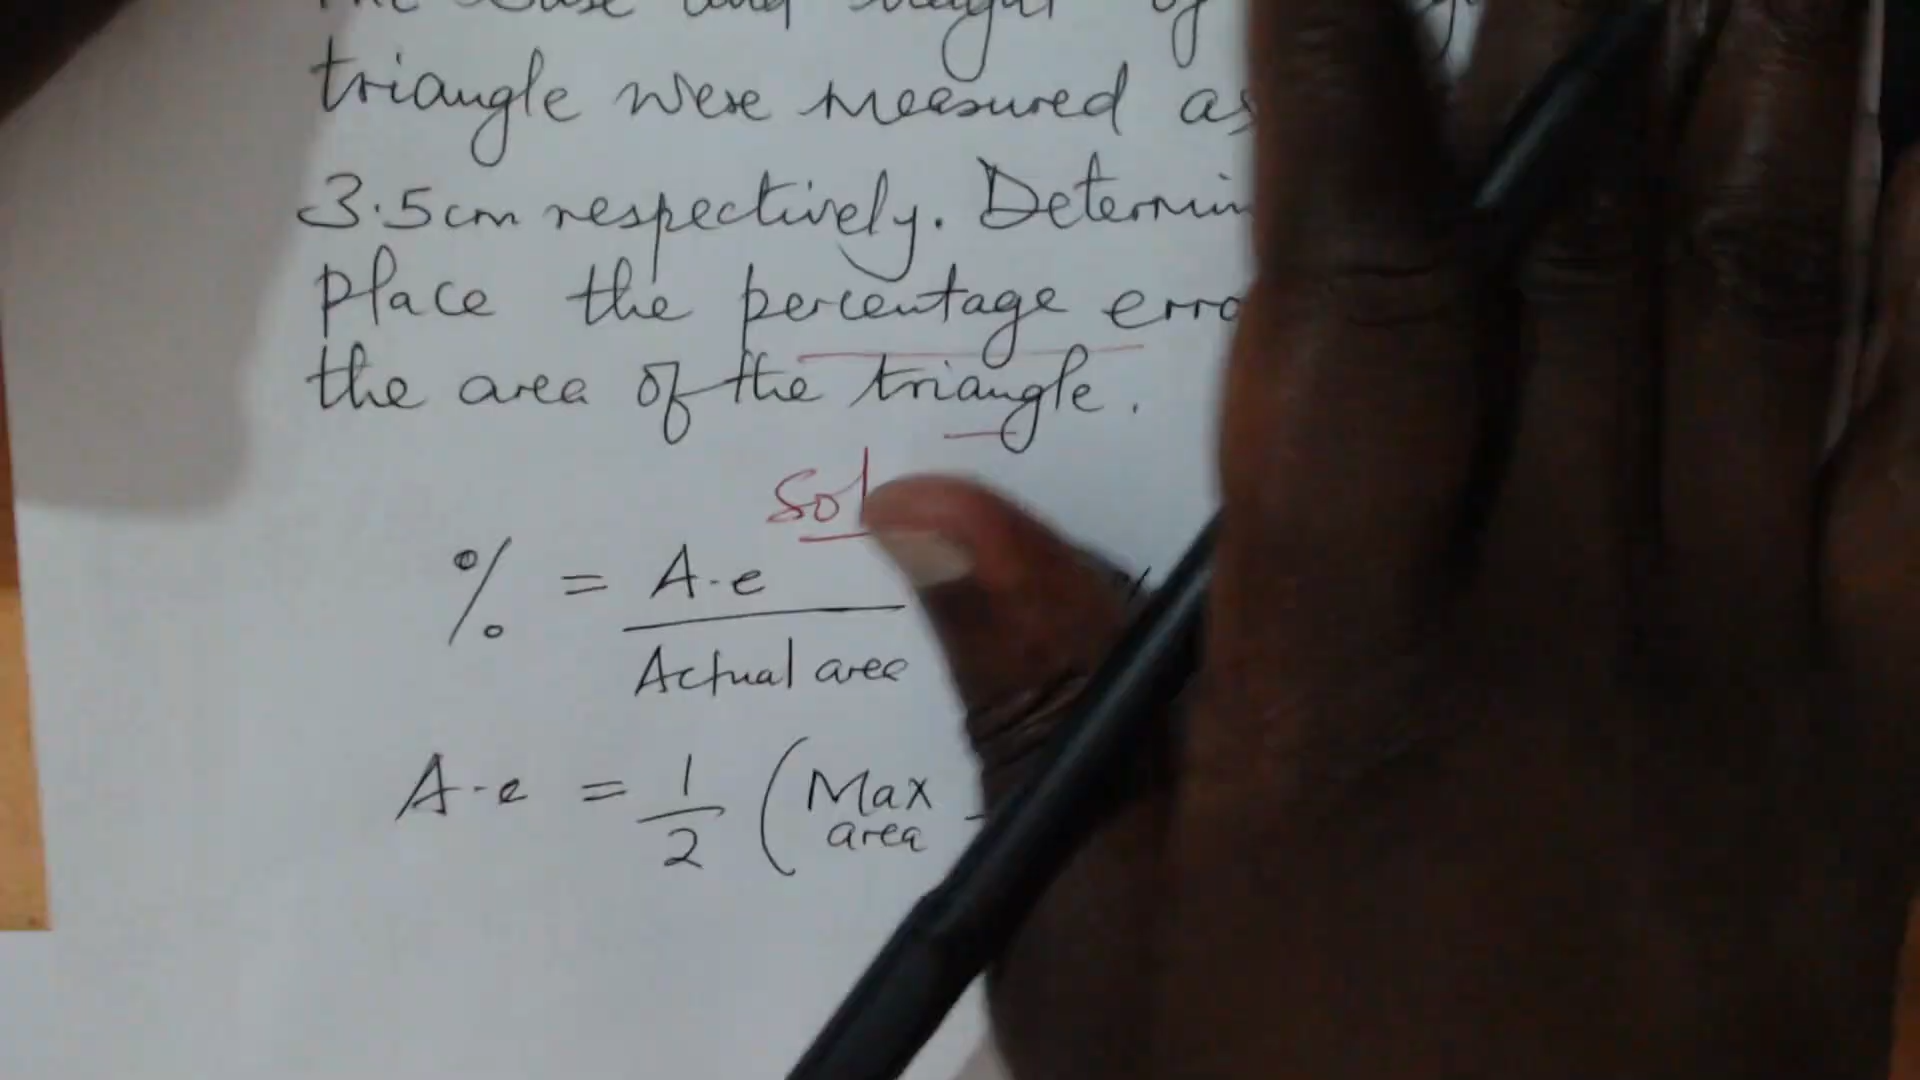 triangle were measured as
3.5cm respectively. Determin
place the percentage erro
the area of the triangle.
Sol
% = A.e / Actual area
A.e = 1/2 ( Max area -